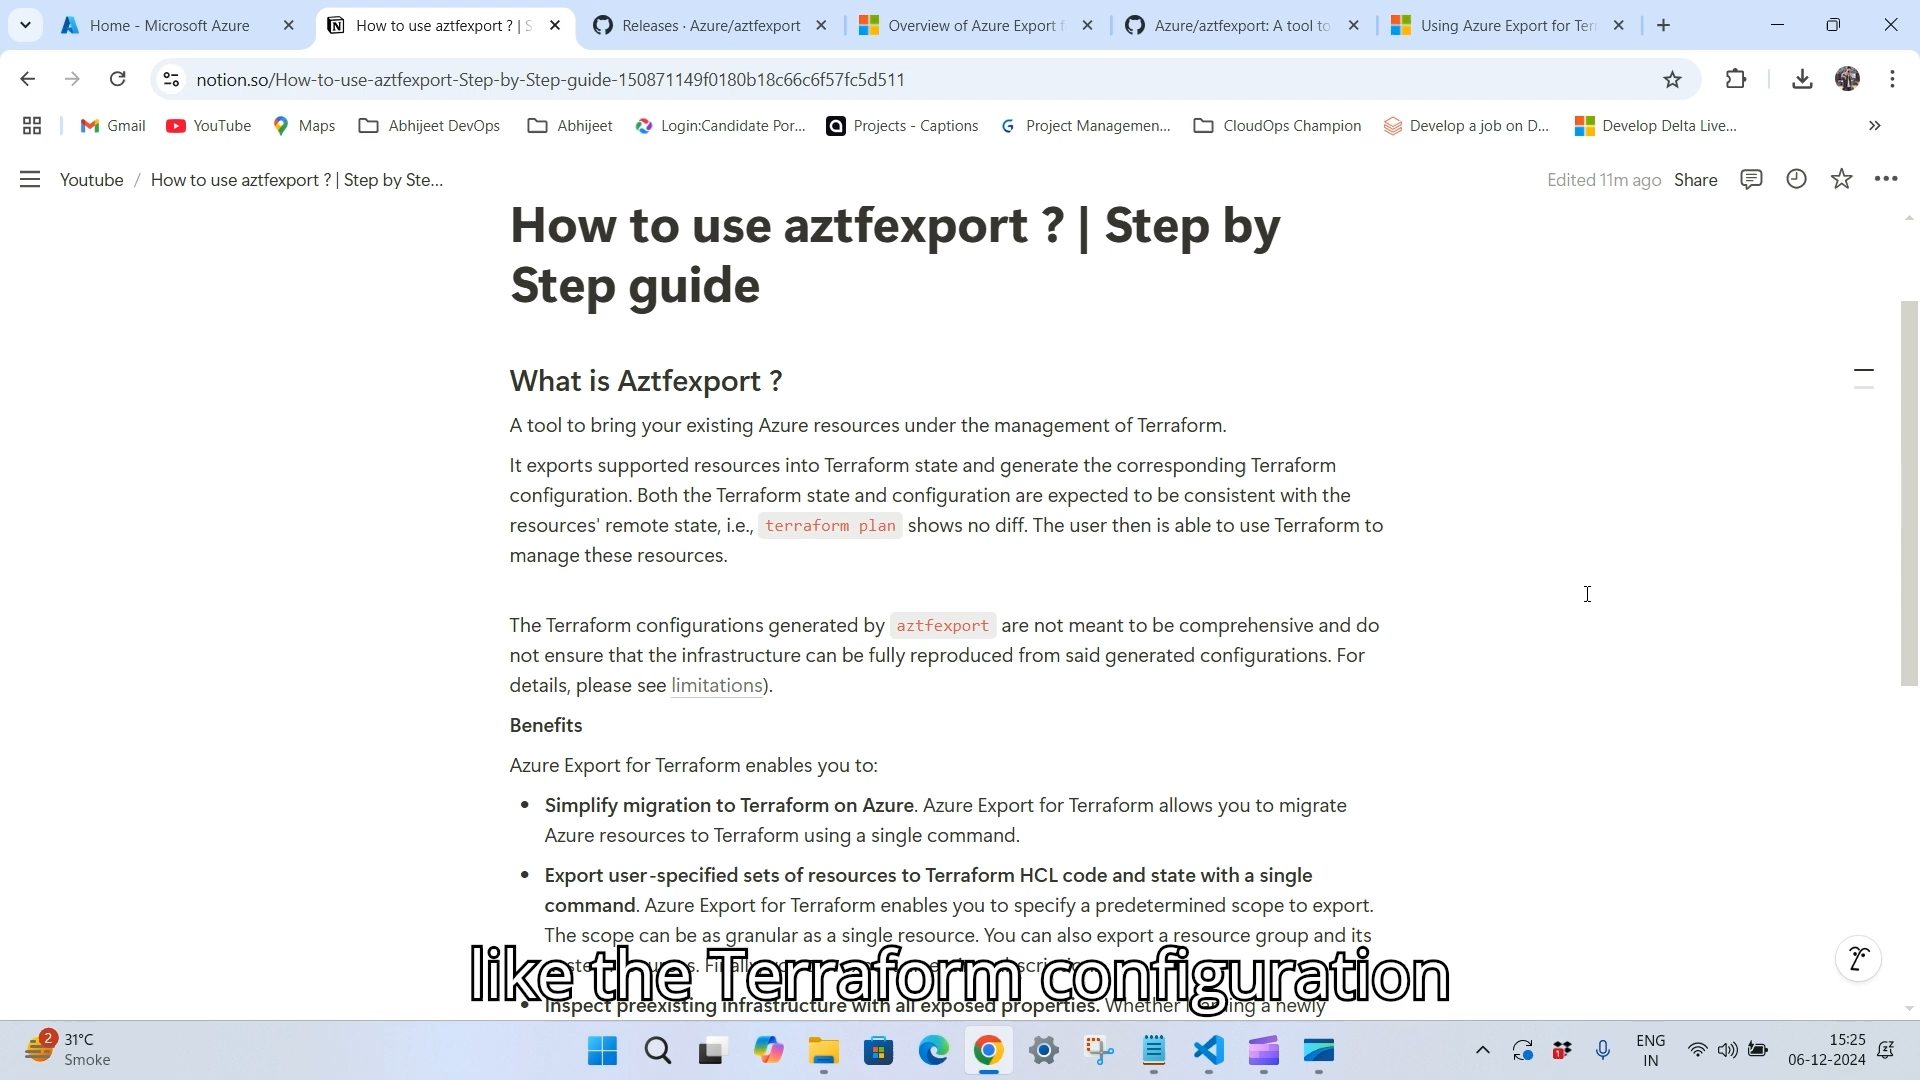 Home - Microsoft Azure
How to use aztfexport ? | S
Releases · Azure/aztfexport
Overview of Azure Export f
Azure/aztfexport: A tool to
Using Azure Export for Ter
notion.so/How-to-use-aztfexport-Step-by-Step-guide-150871149f0180b18c66c6f57fc5d511
Gmail
YouTube
Maps
Abhijeet DevOps
Abhijeet
Login:Candidate Por...
Projects - Captions
Project Managemen...
CloudOps Champion
Develop a job on D...
Develop Delta Live...
Youtube / How to use aztfexport ? | Step by Ste...
Edited 11m ago Share
How to use aztfexport ? | Step by
Step guide
What is Aztfexport ?
A tool to bring your existing Azure resources under the management of Terraform.
It exports supported resources into Terraform state and generate the corresponding Terraform
configuration. Both the Terraform state and configuration are expected to be consistent with the
resources' remote state, i.e., terraform plan shows no diff. The user then is able to use Terraform to
manage these resources.
The Terraform configurations generated by aztfexport are not meant to be comprehensive and do
not ensure that the infrastructure can be fully reproduced from said generated configurations. For
details, please see limitations).
Benefits
Azure Export for Terraform enables you to:
• Simplify migration to Terraform on Azure. Azure Export for Terraform allows you to migrate
Azure resources to Terraform using a single command.
• Export user-specified sets of resources to Terraform HCL code and state with a single
command. Azure Export for Terraform enables you to specify a predetermined scope to export.
The scope can be as granular as a single resource. You can also export a resource group and its
like the Terraform configuration
• Inspect preexisting infrastructure with all exposed properties. Whether a newly
2
31°C
Smoke
1
ENG
IN
15:25
06-12-2024